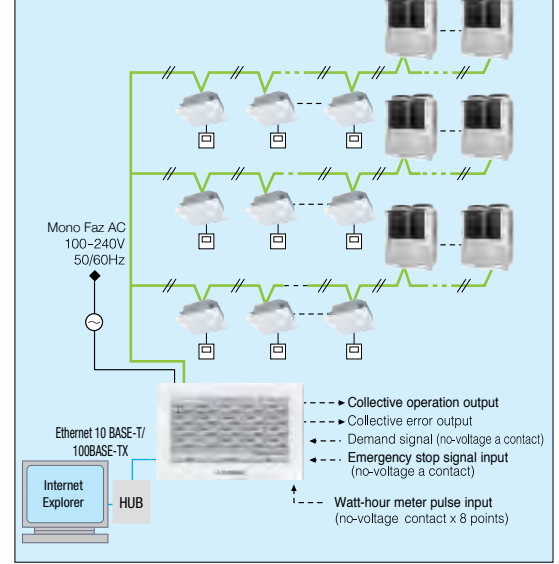 Mono Faz AC
100-240V
50/60Hz
Collective operation output
Collective error output
Demand signal (no-voltage a contact)
Emergency stop signal input
(no-voltage a contact)
Watt-hour meter pulse input
(no-voltage contact x 8 points)
Ethernet 10 BASE-T/
100BASE-TX
Internet
Explorer
HUB